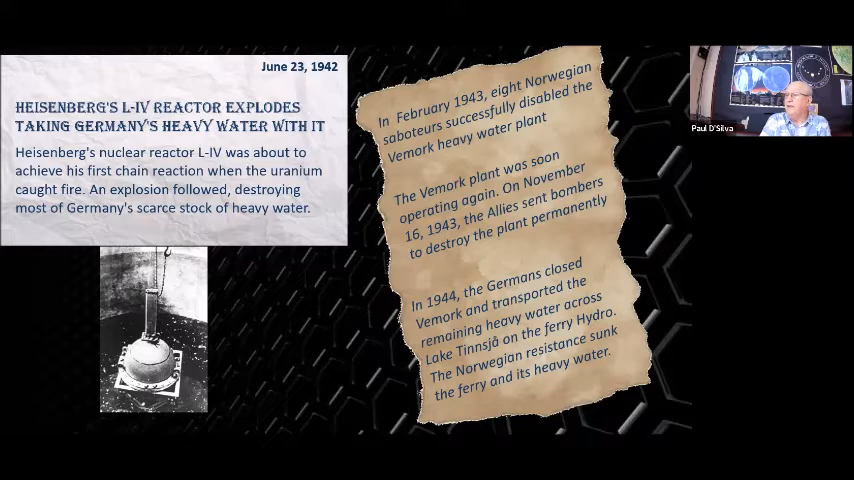 June 23, 1942
HEISENBERG'S L-IV REACTOR EXPLODES
TAKING GERMANY'S HEAVY WATER WITH IT
Heisenberg's nuclear reactor L-IV was about to
achieve his first chain reaction when the uranium
caught fire. An explosion followed, destroying
most of Germany's scarce stock of heavy water.
In February 1943, eight Norwegian
saboteurs successfully disabled the
Vemork heavy water plant
The Vemork plant was soon
operating again. On November
16, 1943, the Allies sent bombers
to destroy the plant permanently
In 1944, the Germans closed
Vemork and transported the
remaining heavy water across
Lake Tinnsjå on the ferry Hydro.
The Norwegian resistance sunk
the ferry and its heavy water.
Paul D'Silva